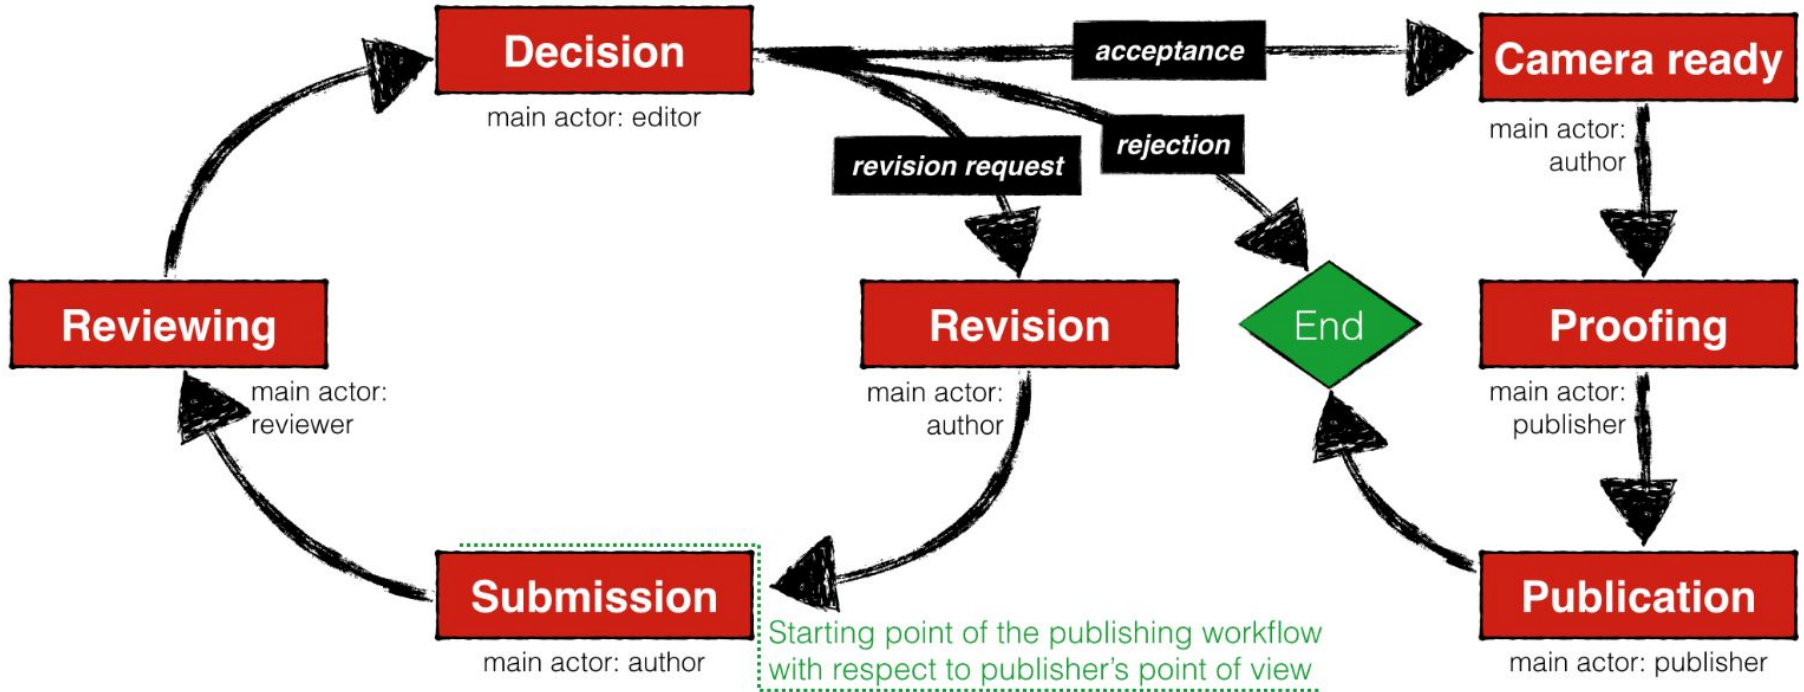 Decision
main actor: editor
acceptance
Camera ready
main actor:
author
rejection
revision request
Reviewing
main actor:
reviewer
Revision
main actor:
author
End
Proofing
main actor:
publisher
Submission
main actor: author
Starting point of the publishing workflow
with respect to publisher's point of view
Publication
main actor: publisher